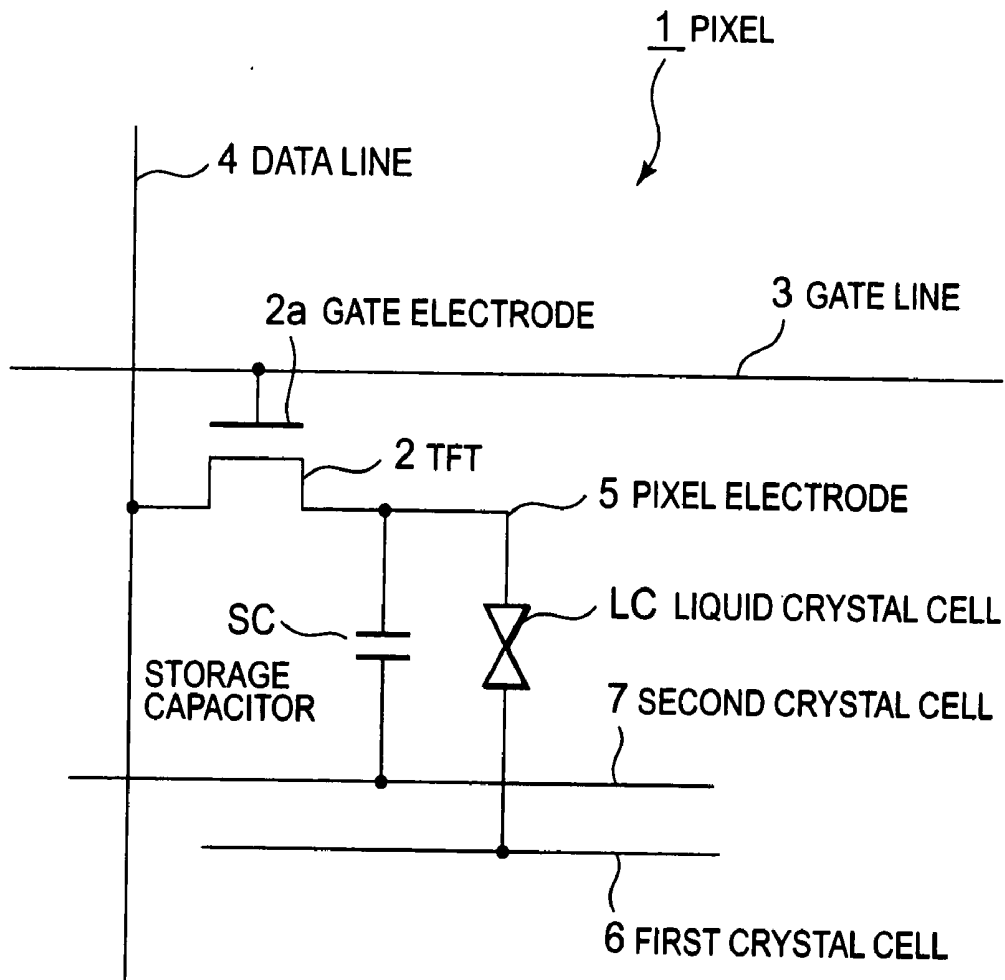 1 PIXEL
4 DATA LINE
3 GATE LINE
2a GATE ELECTRODE
2 TFT
5 PIXEL ELECTRODE
LC LIQUID CRYSTAL CELL
SC
STORAGE
CAPACITOR
7 SECOND CRYSTAL CELL
6 FIRST CRYSTAL CELL